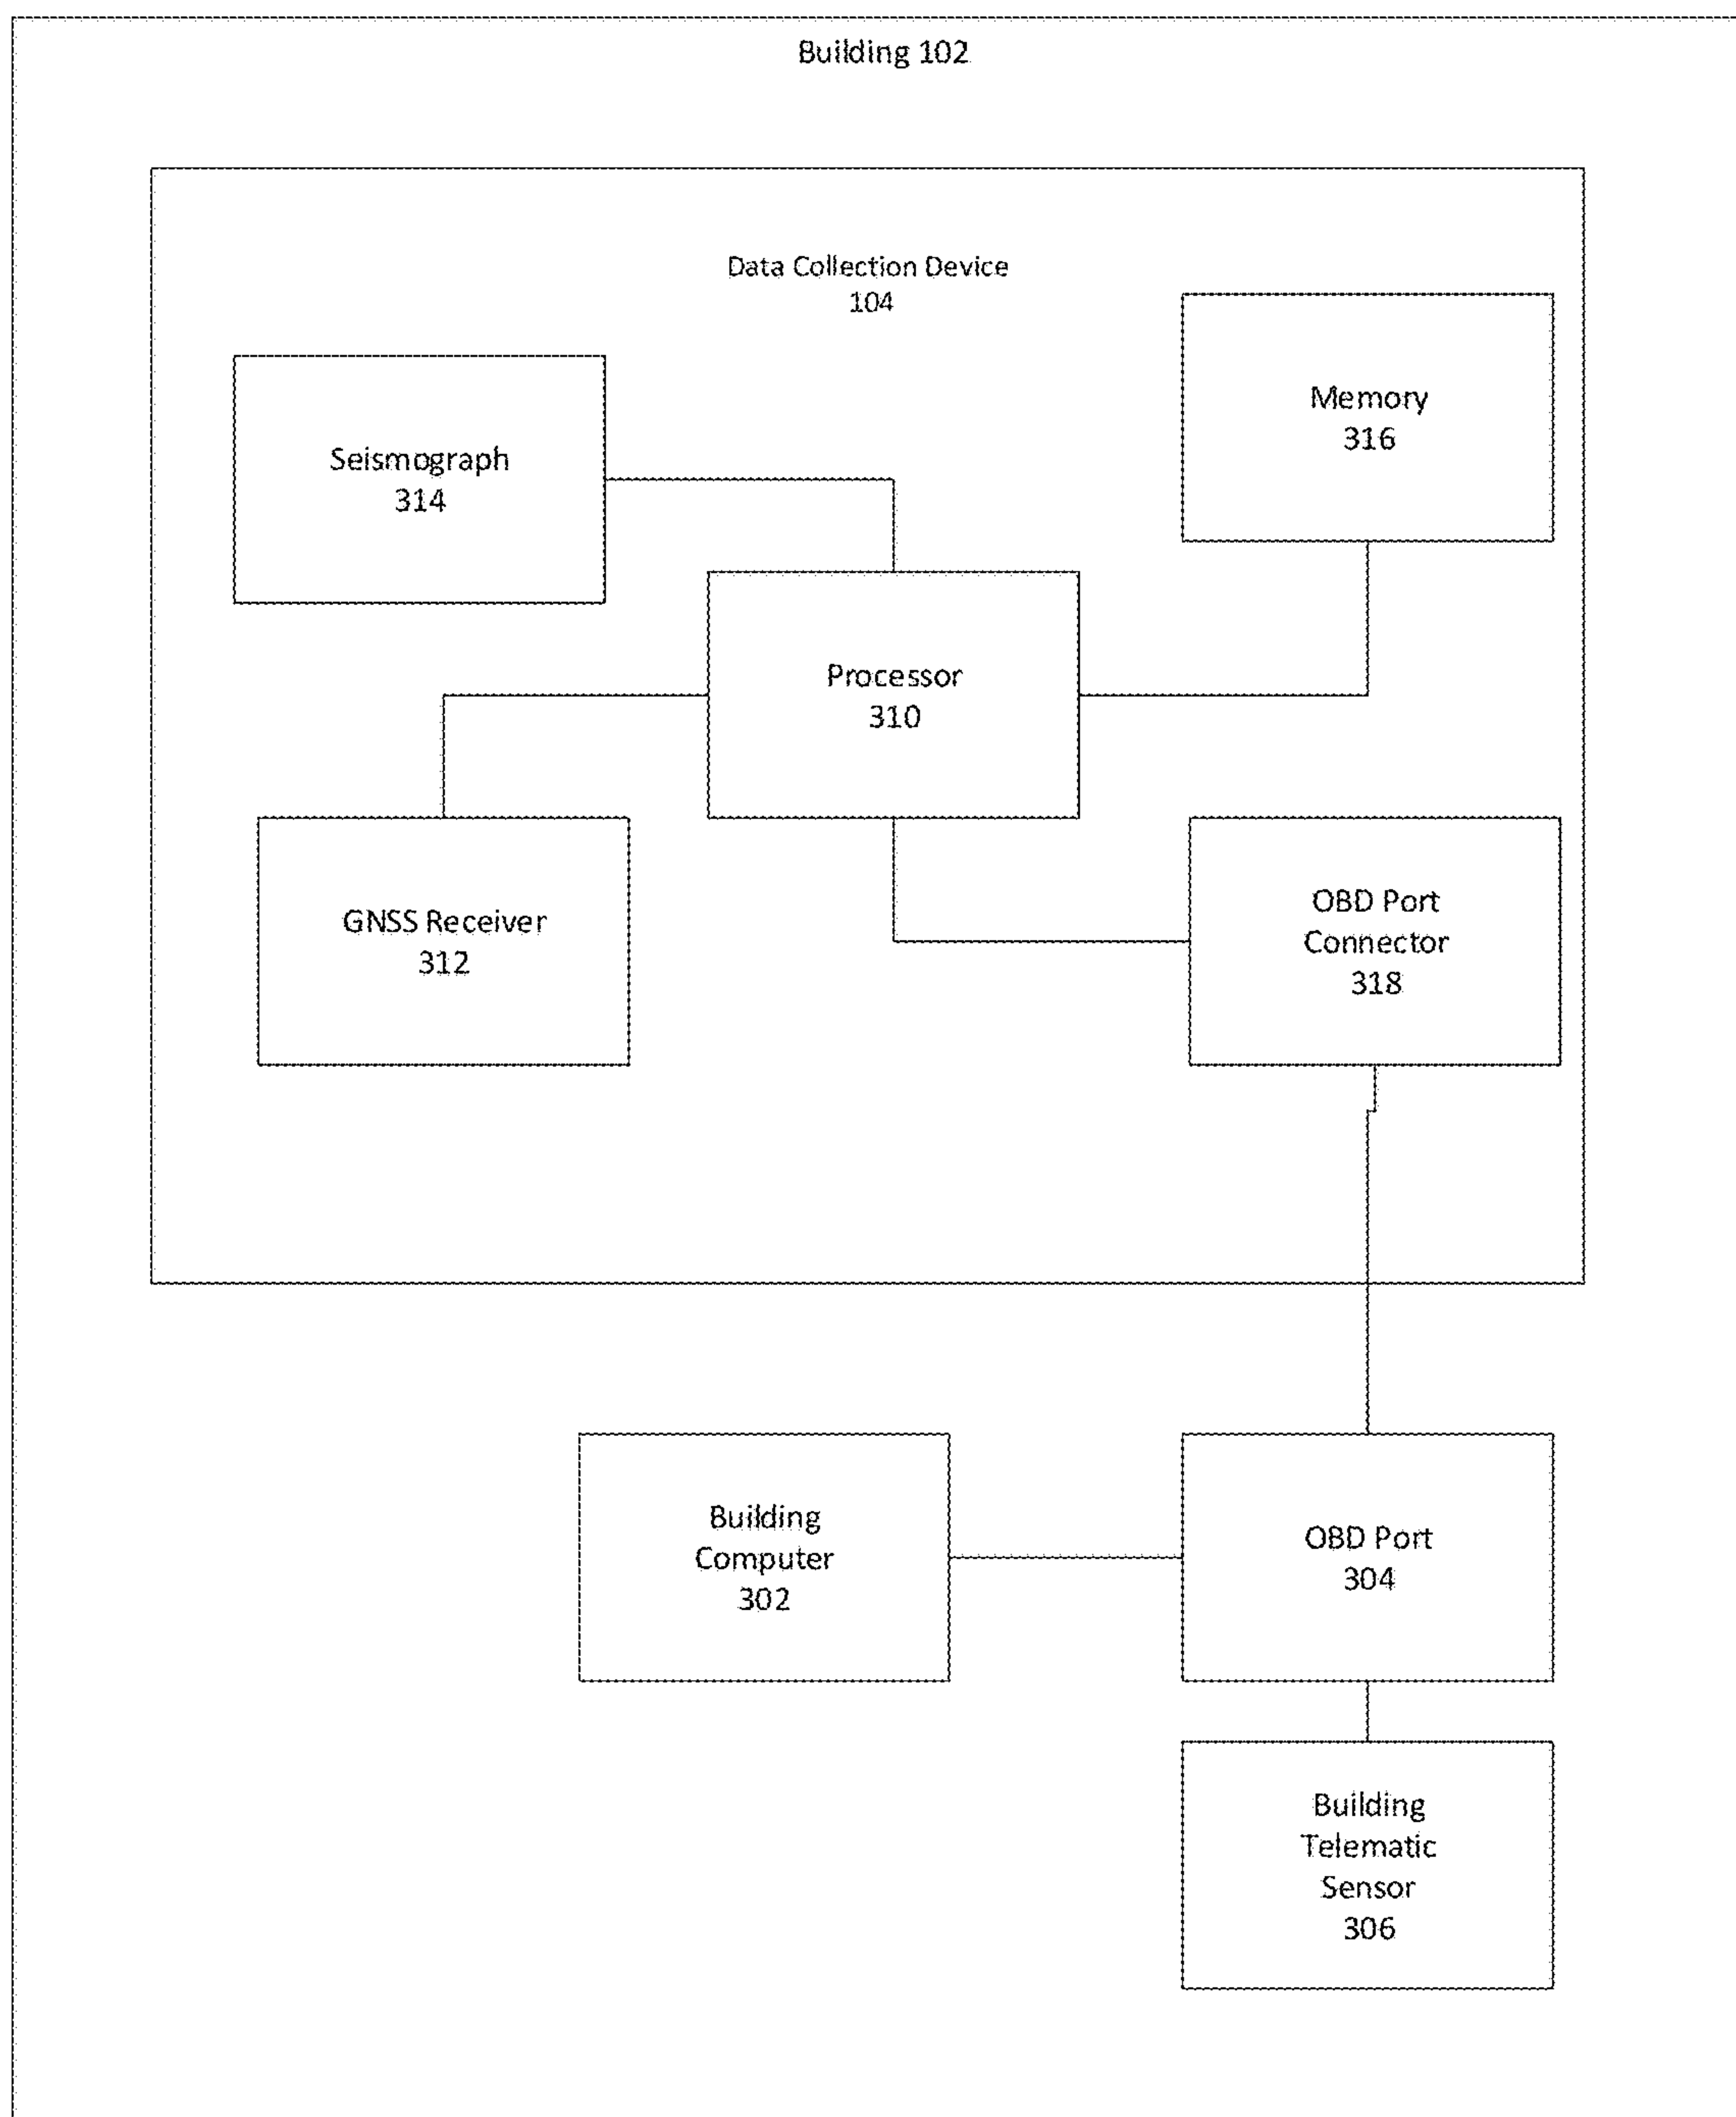 Building 102
Data Collection Device
104
Memory
316
Seismograph
314
Processor
310
GNSS Receiver
312
OBD Port
Connector
318
Building
Computer
302
OBD Port
304
Building
Telematic
Sensor
306